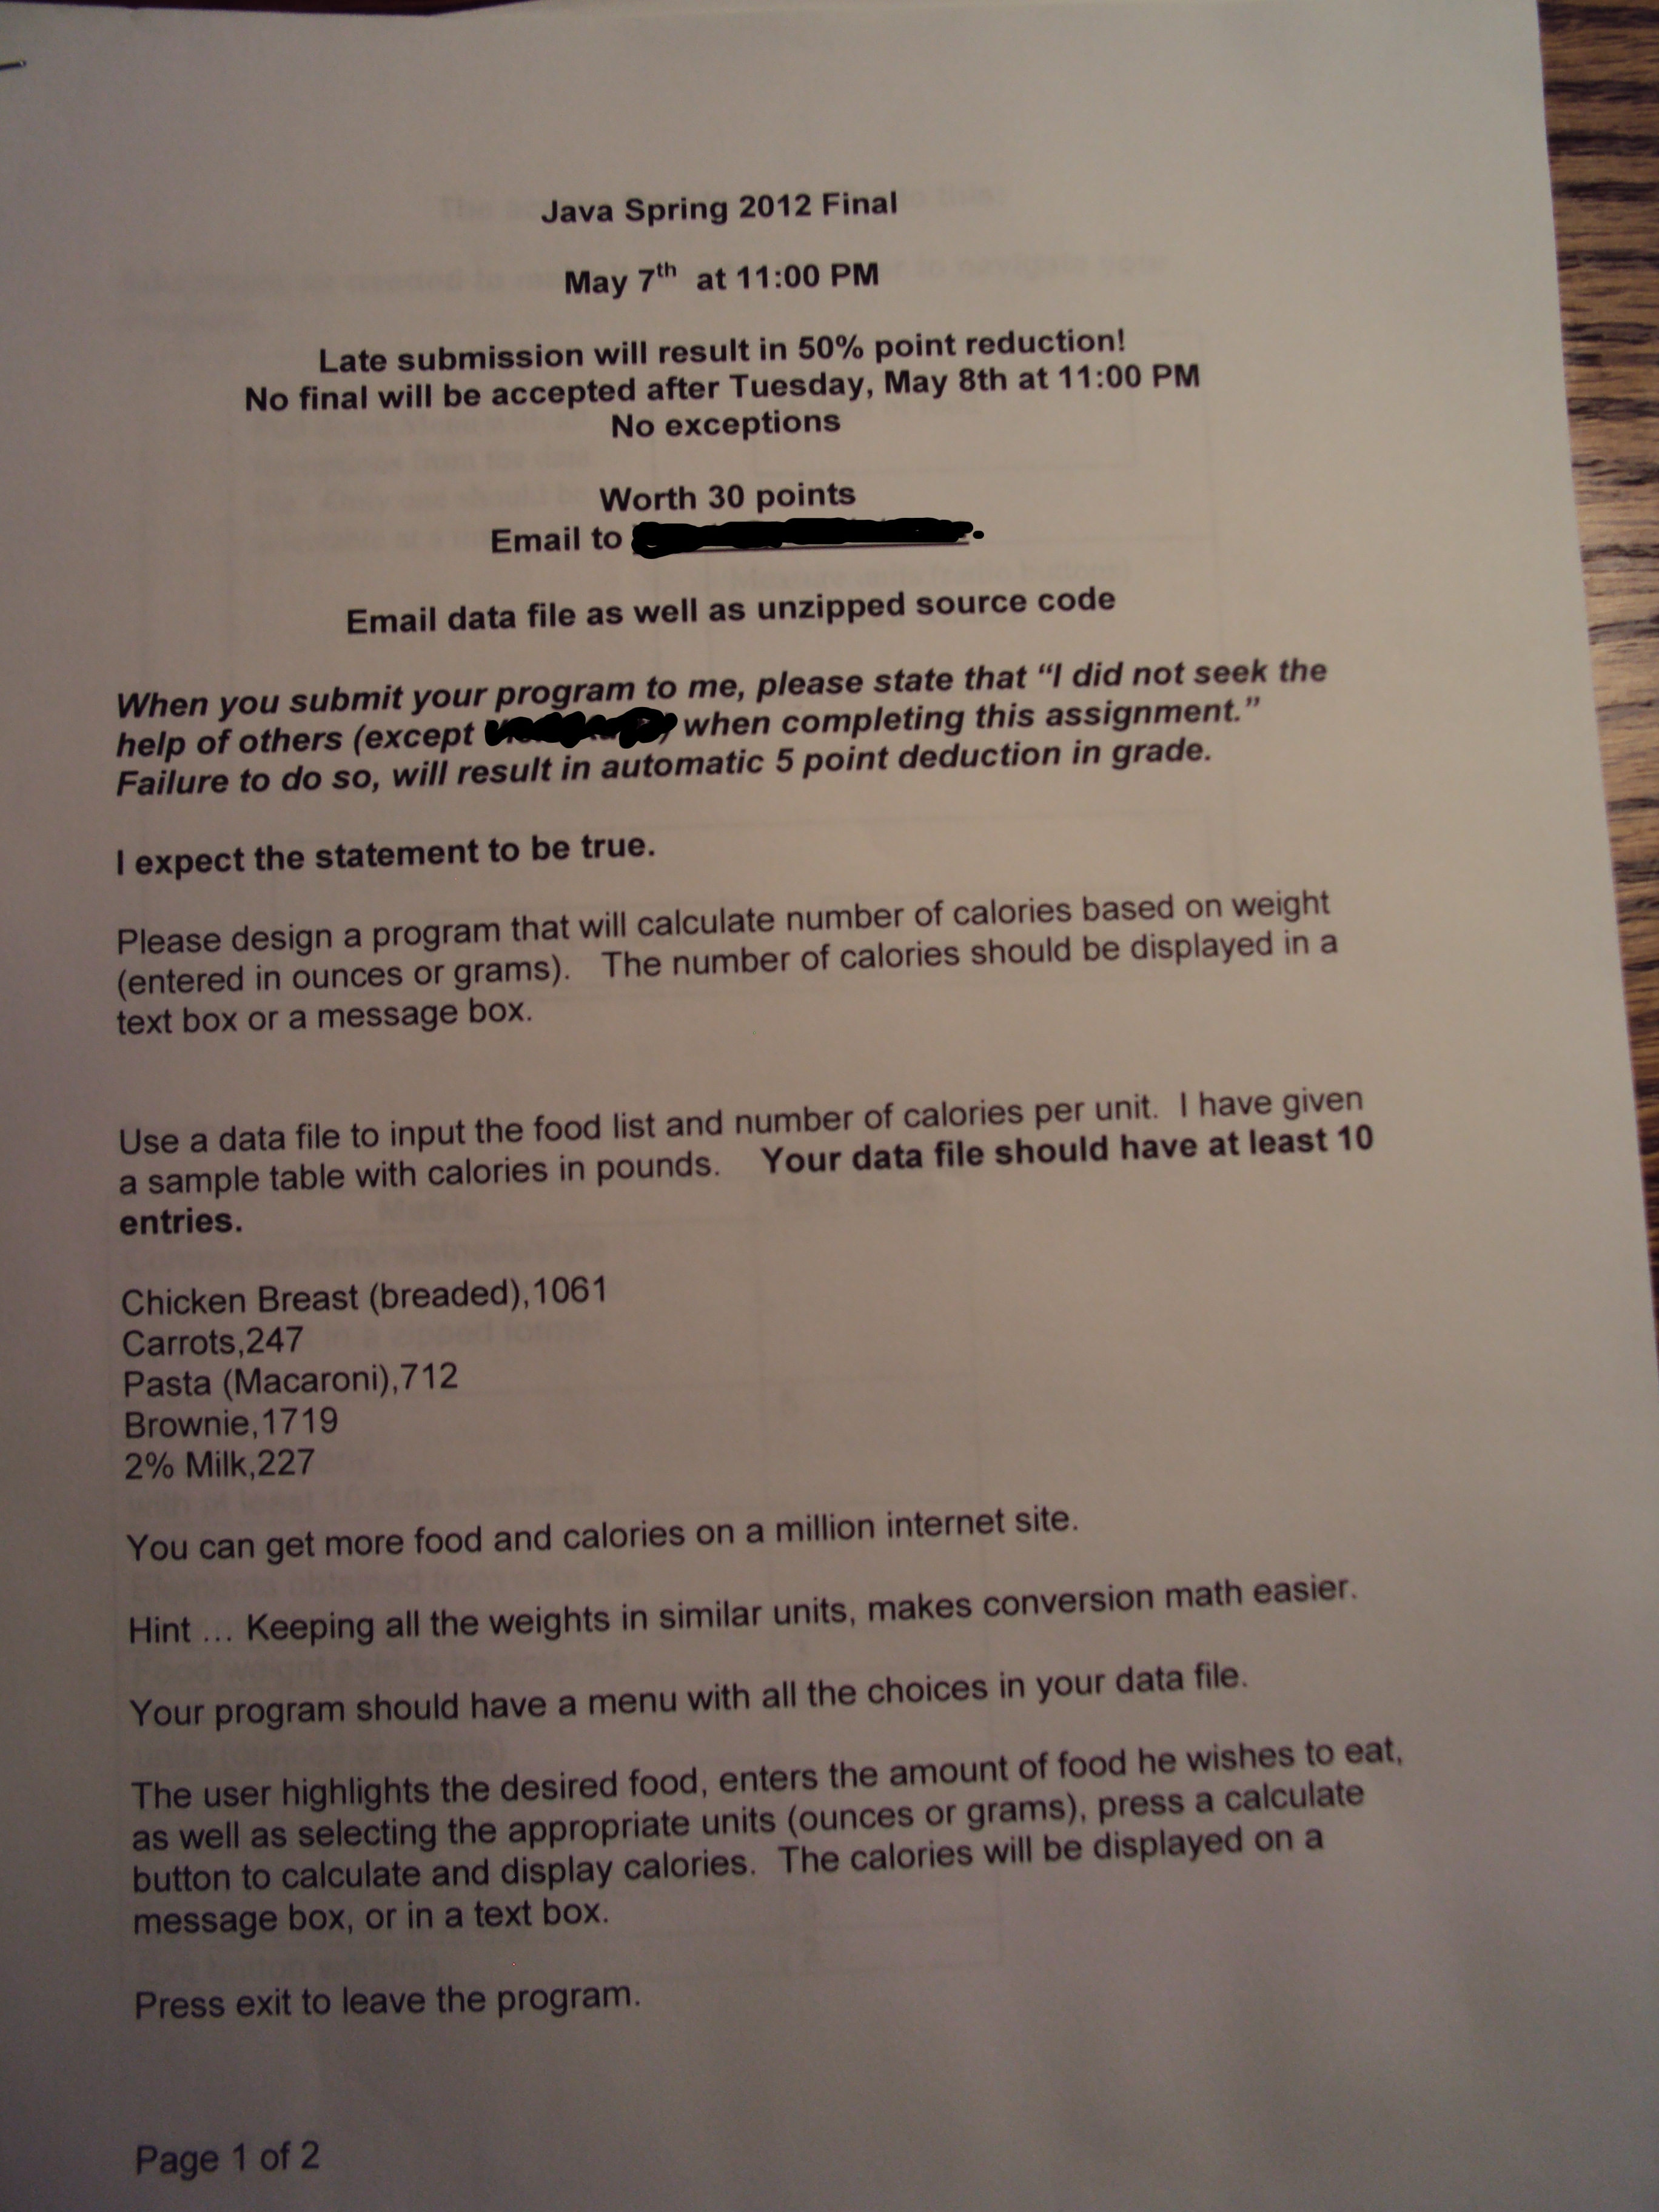 Java Spring 2012 Final
May 7th at 11:00 PM
Late submission will result in 50% point reduction!
No final will be accepted after Tuesday, May 8th at 11:00 PM
No exceptions
Worth 30 points
Email to
Email data file as well as unzipped source code
When you submit your program to me, please state that “I did not seek the
help of others (except when completing this assignment.”
Failure to do so, will result in automatic 5 point deduction in grade.
I expect the statement to be true.
Please design a program that will calculate number of calories based on weight
(entered in ounces or grams). The number of calories should be displayed in a
text box or a message box.
Use a data file to input the food list and number of calories per unit. I have given
a sample table with calories in pounds. Your data file should have at least 10
entries.
Chicken Breast (breaded),1061
Carrots,247
Pasta (Macaroni),712
Brownie,1719
2% Milk,227
You can get more food and calories on a million internet site.
Hint ... Keeping all the weights in similar units, makes conversion math easier.
Your program should have a menu with all the choices in your data file.
The user highlights the desired food, enters the amount of food he wishes to eat,
as well as selecting the appropriate units (ounces or grams), press a calculate
button to calculate and display calories. The calories will be displayed on a
message box, or in a text box.
Press exit to leave the program.
Page 1 of 2